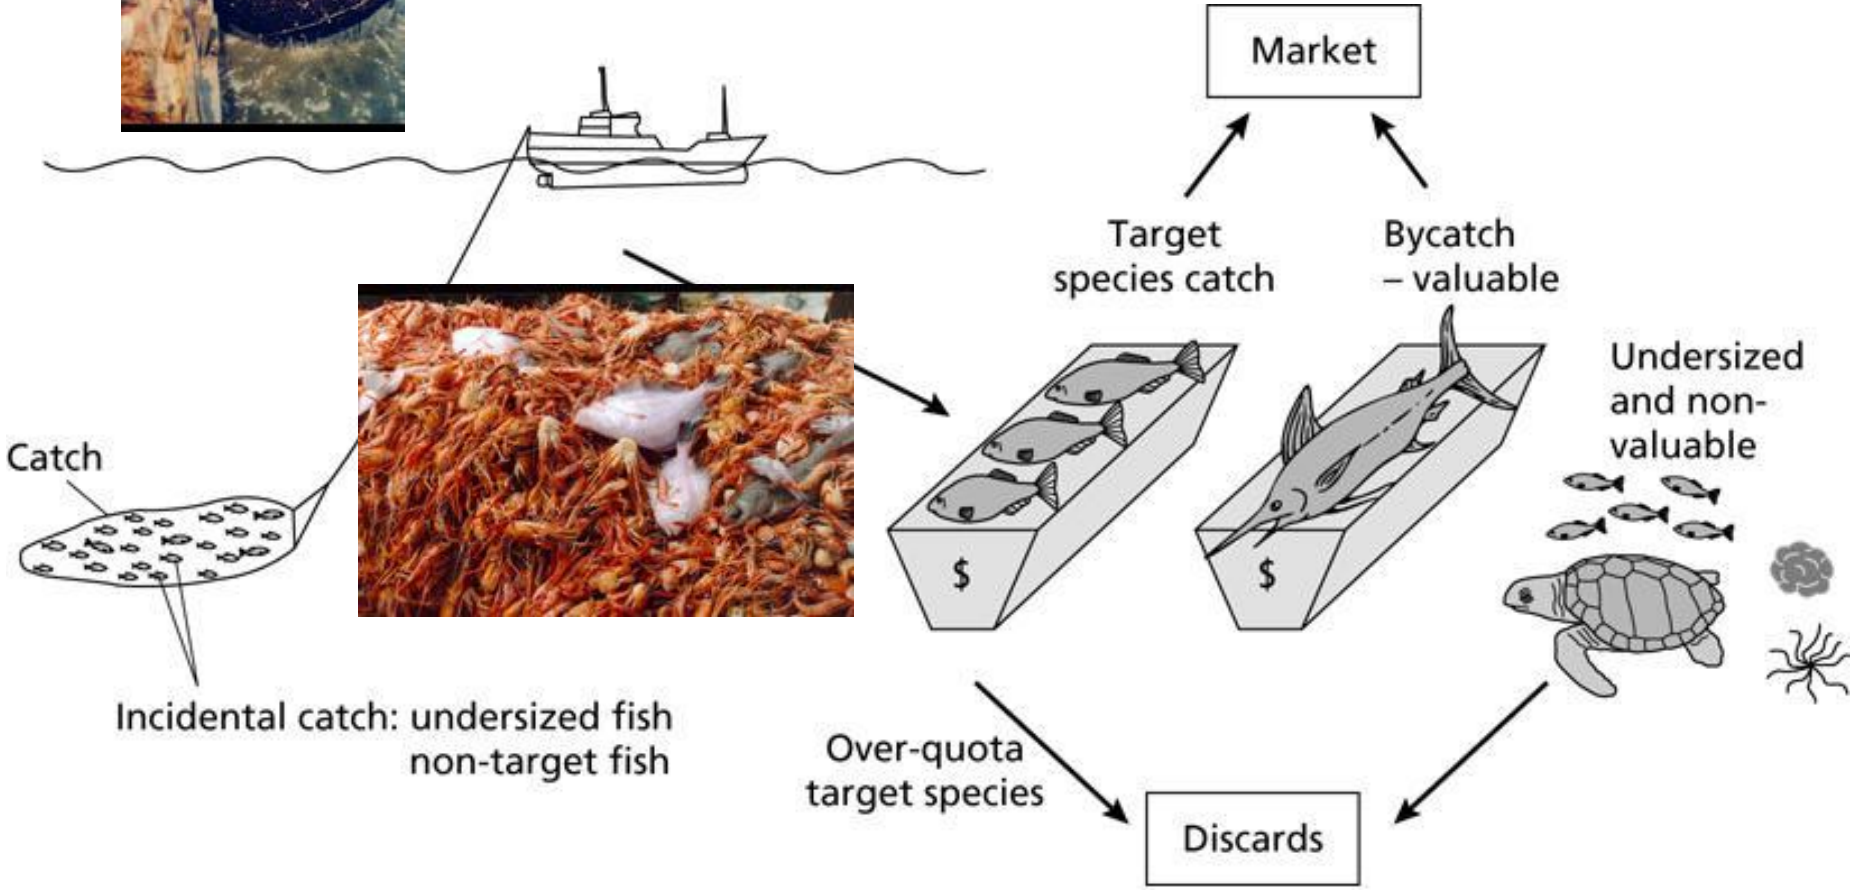 Market
Target
species catch
Bycatch
– valuable
Undersized
and non-
valuable
Catch
$
$
Incidental catch: undersized fish
non-target fish
Over-quota
target species
Discards